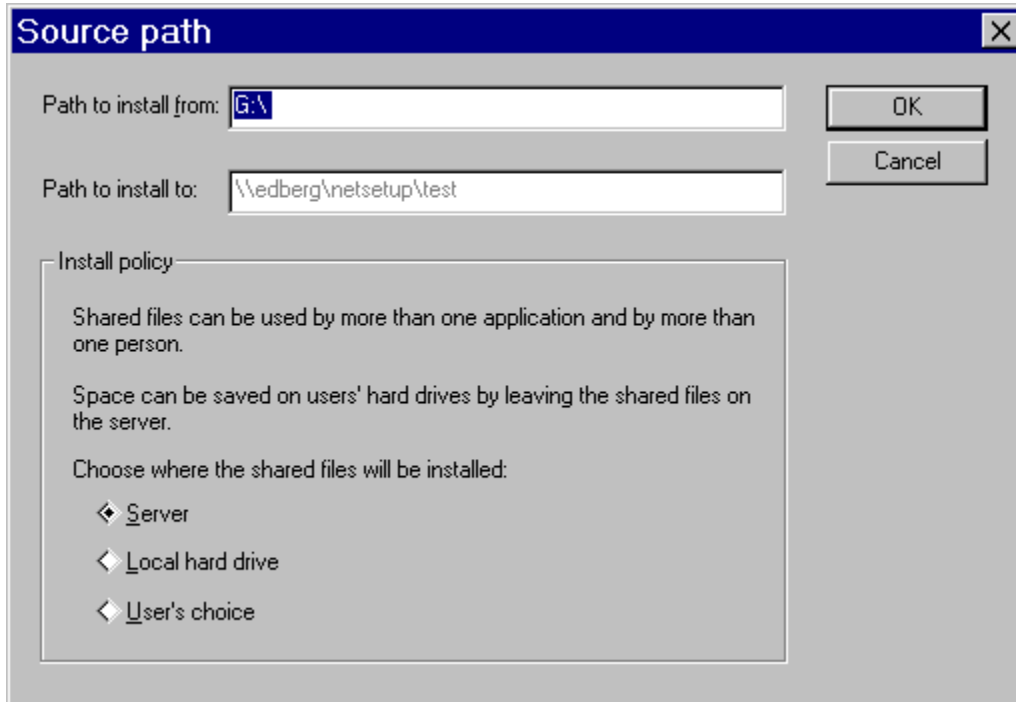 Source path
Path to install from: G:\
OK
Cancel
Path to install to: \\edberg\netsetup\test
Install policy
Shared files can be used by more than one application and by more than
one person.
Space can be saved on users' hard drives by leaving the shared files on
the server.
Choose where the shared files will be installed:
Server
Local hard drive
User's choice